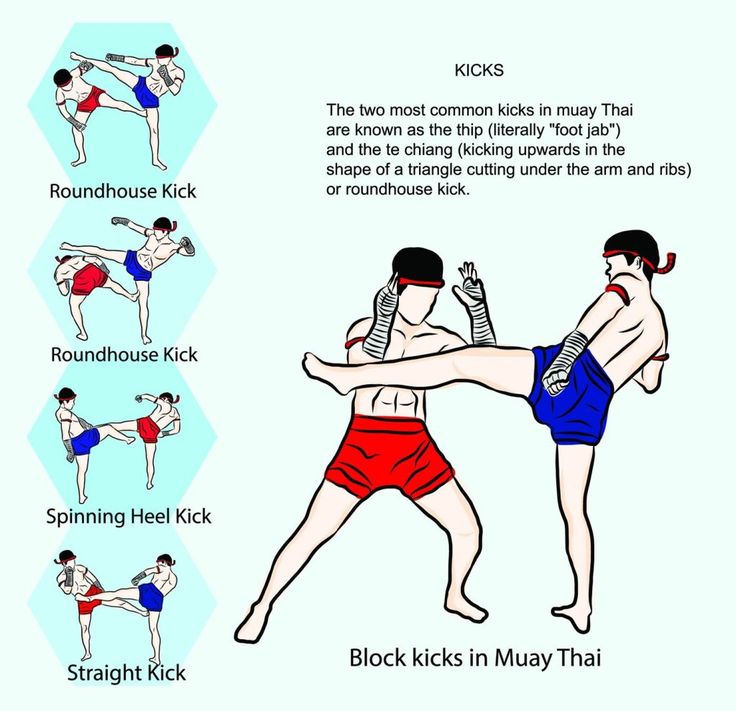 KICKS
The two most common kicks in muay Thai
are known as the thip (literally "foot jab")
and the te chiang (kicking upwards in the
shape of a triangle cutting under the arm and ribs)
or roundhouse kick.
Roundhouse Kick
Roundhouse Kick
Spinning Heel Kick
Straight Kick
Block kicks in Muay Thai